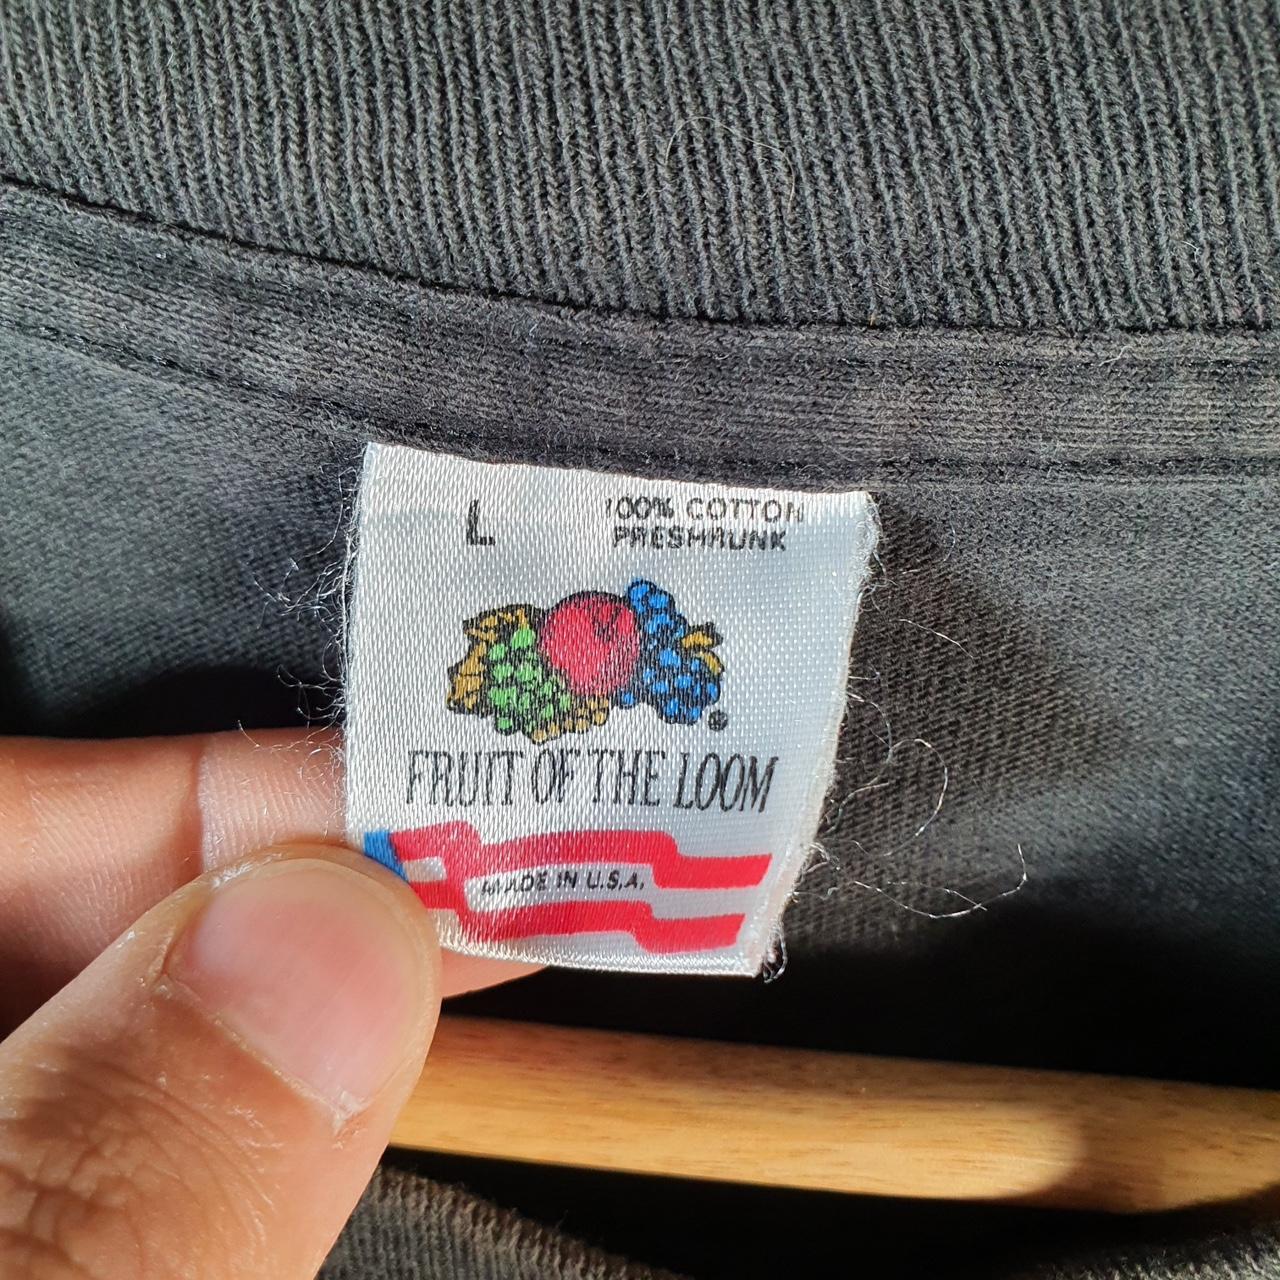 L
100% COTTON
PRESHRUNK
®
FRUIT OF THE LOOM
MADE IN U.S.A.